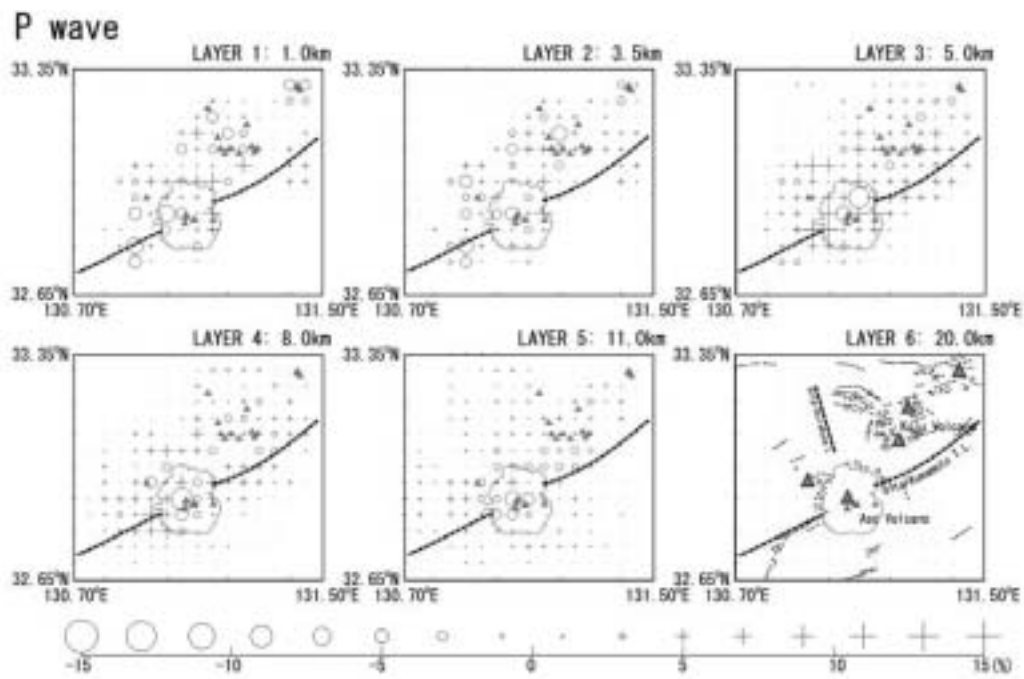 P wave
LAYER 1: 1.0km
LAYER 2: 3.5km
LAYER 3: 5.0km
33.35°N
33.35°N
33.35°N
32.65°N
32.65°N
32.65°N
130.70°E
131.50°E
130.70°E
131.50°E
130.70°E
131.50°E
LAYER 4: 8.0km
LAYER 5: 11.0km
LAYER 6: 20.0km
33.35°N
33.35°N
33.35°N
Aso Volcano
32.65°N
32.65°N
32.65°N
130.70°E
131.50°E
130.70°E
131.50°E
130.70°E
131.50°E
-15
-10
-5
0
5
10
15(%)